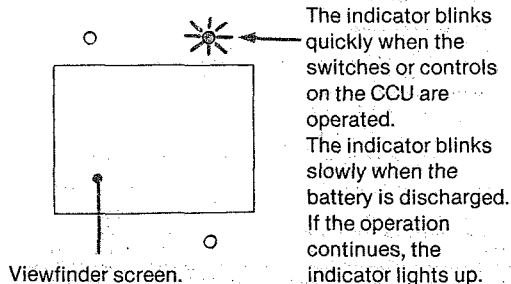 The indicator blinks
quickly when the
switches or controls
on the CCU are
operated.
The indicator blinks
slowly when the
battery is discharged.
If the operation
continues, the
indicator lights up.
Viewfinder screen.